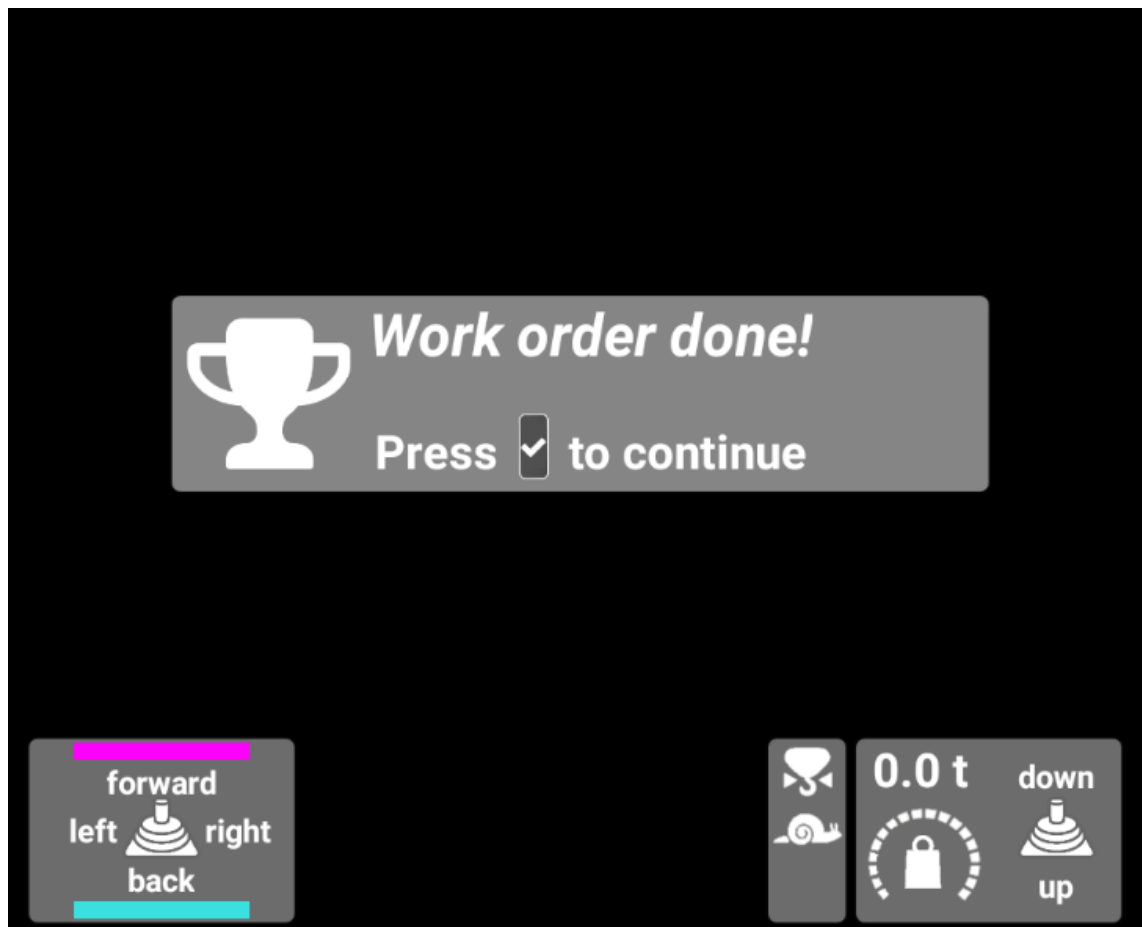 Work order done!
Press to continue
forward
left right
back
0.0 t
down
up